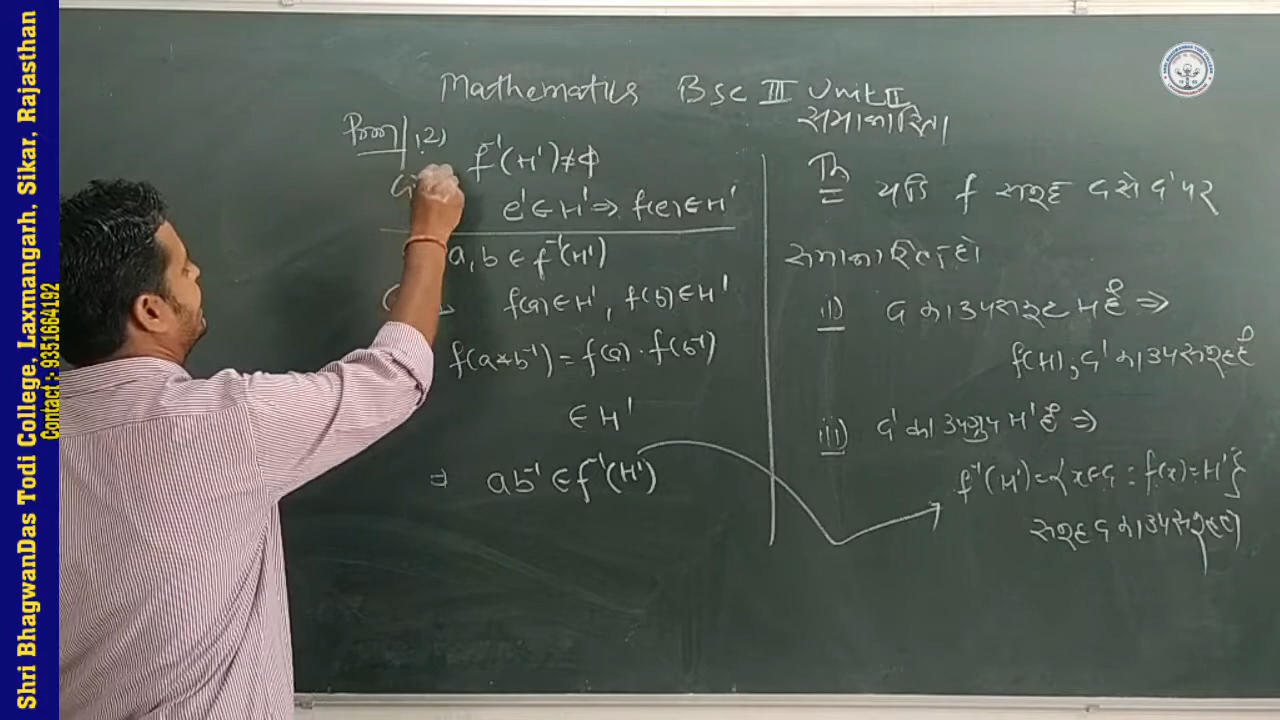 Shri BhagwanDas Todi College, Laxmangarh, Sikar, Rajasthan
Contact :- 9351664192
Mathematics Bsc III Unit II
समाकारिता
Proof (2)
f⁻¹(H')≠φ
e'∈H'⇒ f(e)∈H'
a, b ∈ f⁻¹(H')
f(a)∈H', f(b)∈H'
f(a*b⁻¹) = f(a)·f(b⁻¹)
∈ H'
⇒ ab⁻¹ ∈ f⁻¹(H')
Th यदि f समूह G से G' पर
समाकारिता हो
(i) G का उपसमूह H है ⇒
f(H), G' का उपसमूह है
(ii) G' का उपग्रुप H' है ⇒
f⁻¹(H') = {x∈G : f(x)=H'}
समूह G का उपसमूह हो